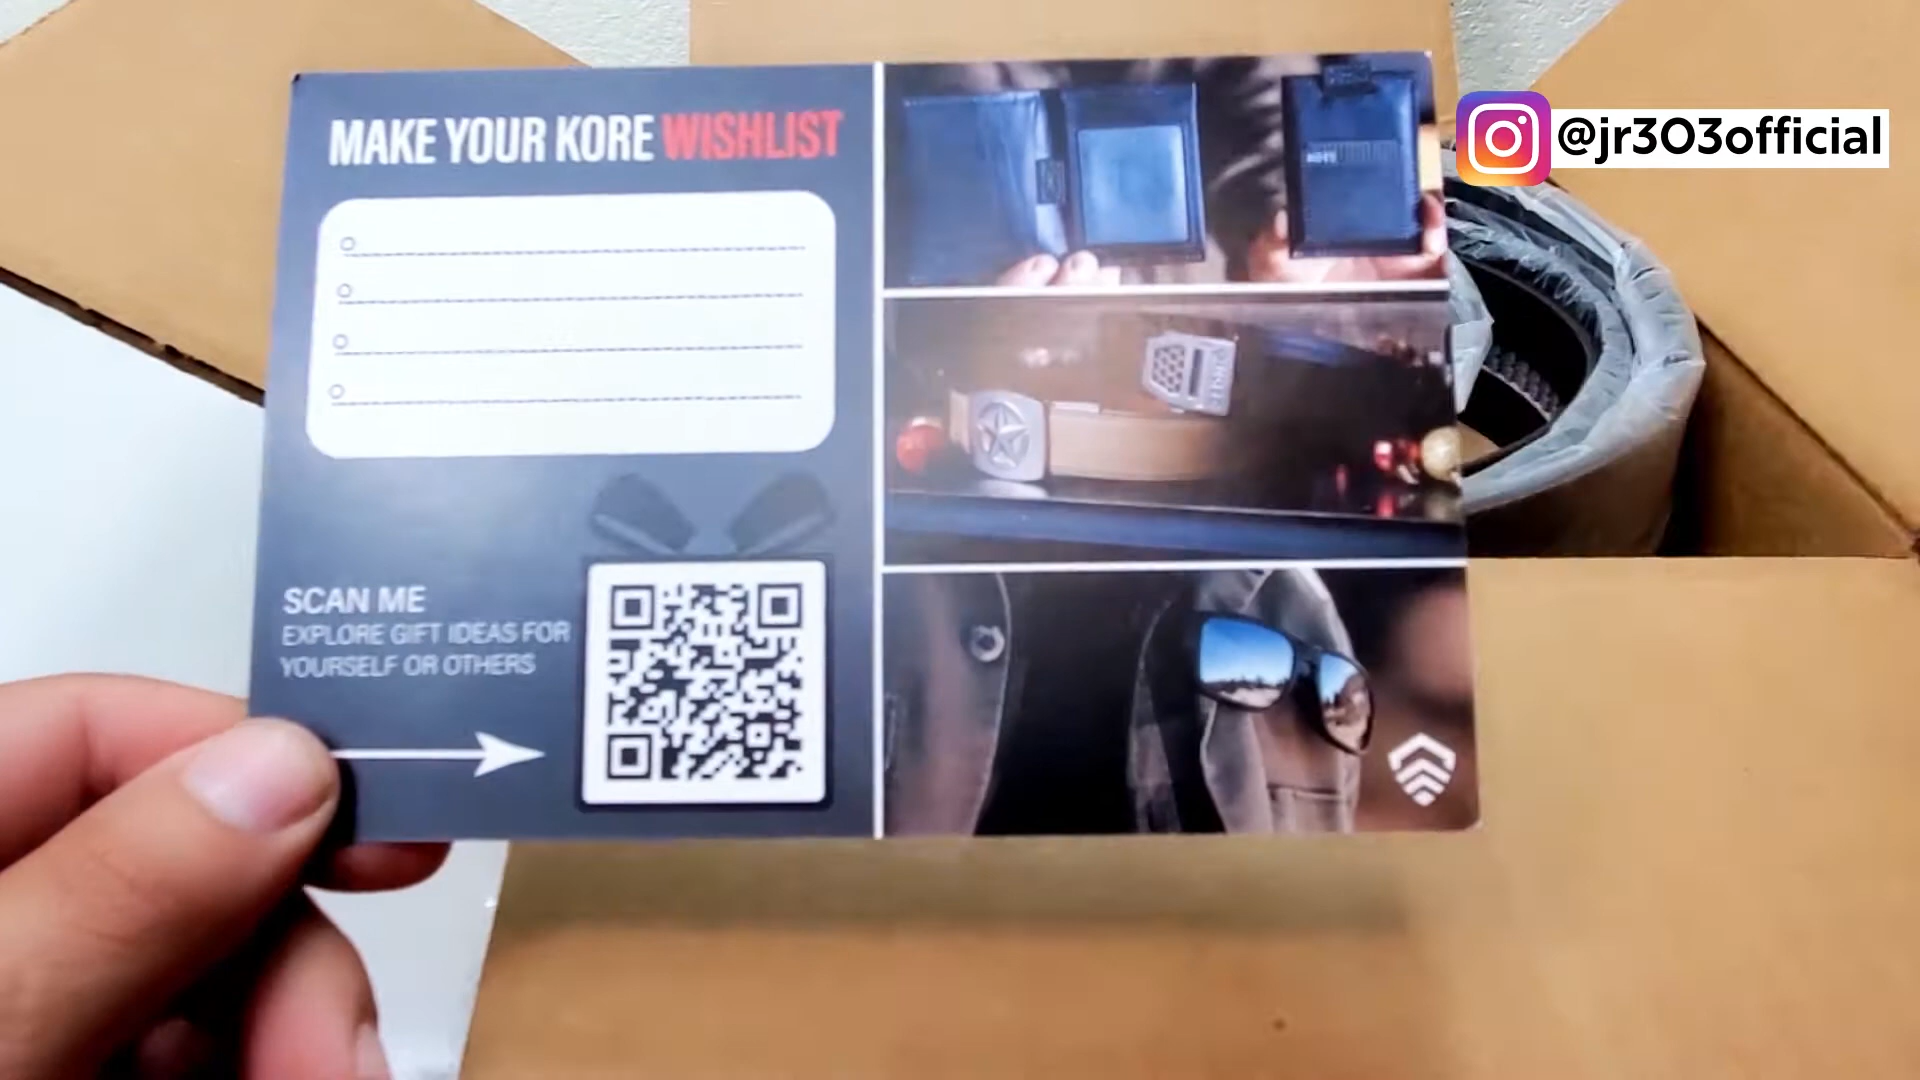 MAKE YOUR KORE WISHLIST
@jr303official
SCAN ME
EXPLORE GIFT IDEAS FOR
YOURSELF OR OTHERS